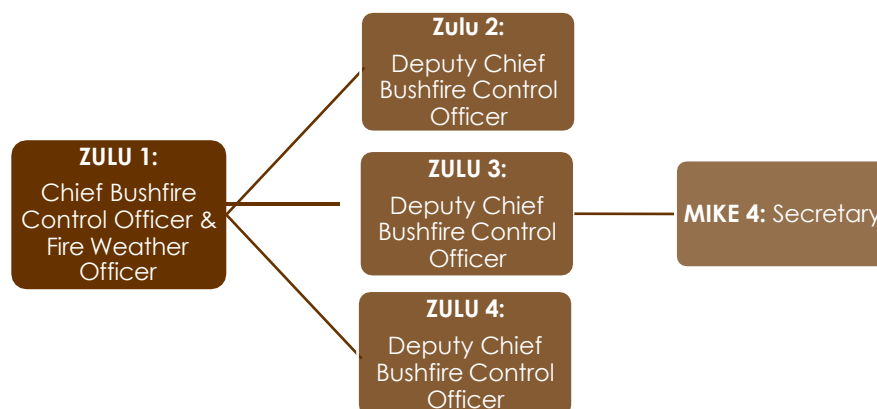 Zulu 2:
Deputy Chief
Bushfire Control
Officer
ZULU 1:
Chief Bushfire
Control Officer &
Fire Weather
Officer
ZULU 3:
Deputy Chief
Bushfire Control
Officer
MIKE 4: Secretary
ZULU 4:
Deputy Chief
Bushfire Control
Officer